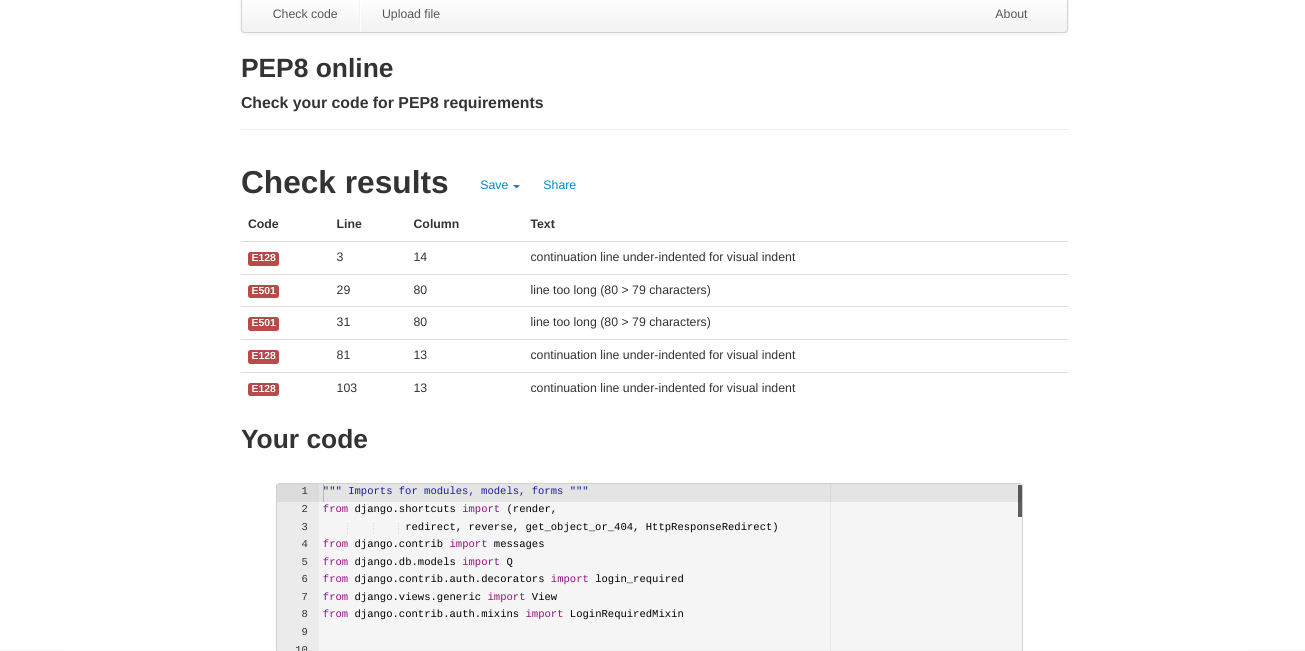 Check code Upload file About
PEP8 online
Check your code for PEP8 requirements
Check results Save Share
Code Line Column Text
E128 3 14 continuation line under-indented for visual indent
E501 29 80 line too long (80 > 79 characters)
E501 31 80 line too long (80 > 79 characters)
E128 81 13 continuation line under-indented for visual indent
E128 103 13 continuation line under-indented for visual indent
Your code
1 """ Imports for modules, models, forms """
2 from django.shortcuts import (render,
3 redirect, reverse, get_object_or_404, HttpResponseRedirect)
4 from django.contrib import messages
5 from django.db.models import Q
6 from django.contrib.auth.decorators import login_required
7 from django.views.generic import View
8 from django.contrib.auth.mixins import LoginRequiredMixin
9
10